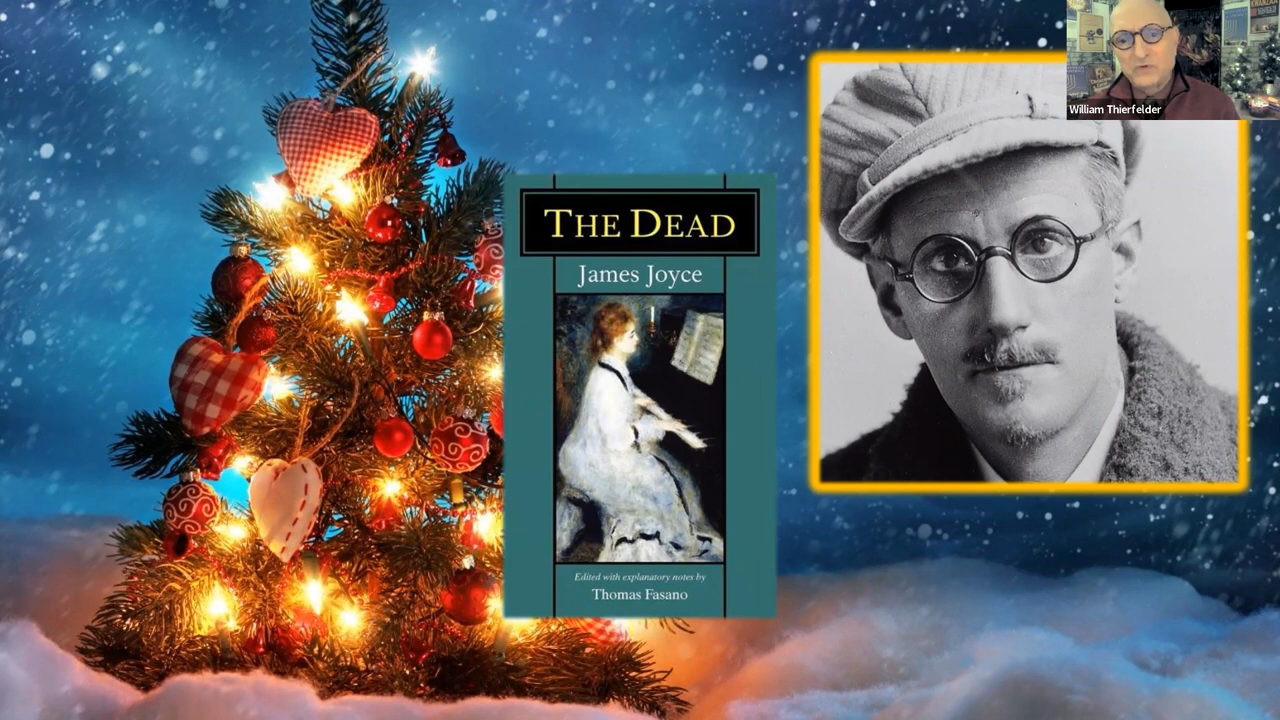 THE DEAD
James Joyce
Edited with explanatory notes by
Thomas Fasano
William Thierfelder